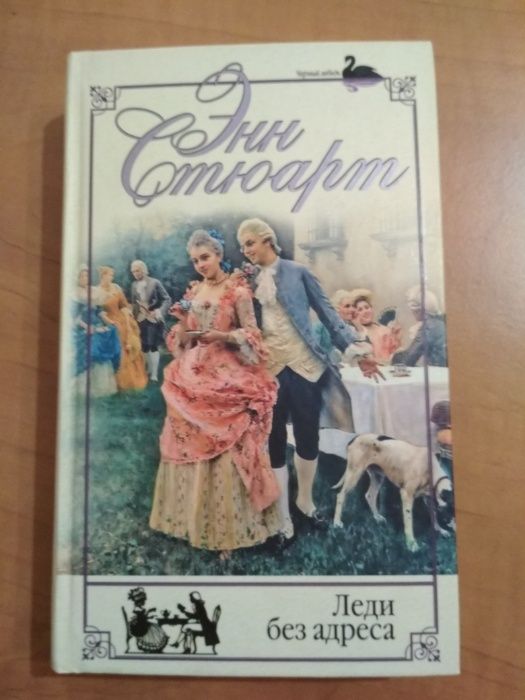 Черный лебедь
Энн
Стюарт
Леди
без адреса